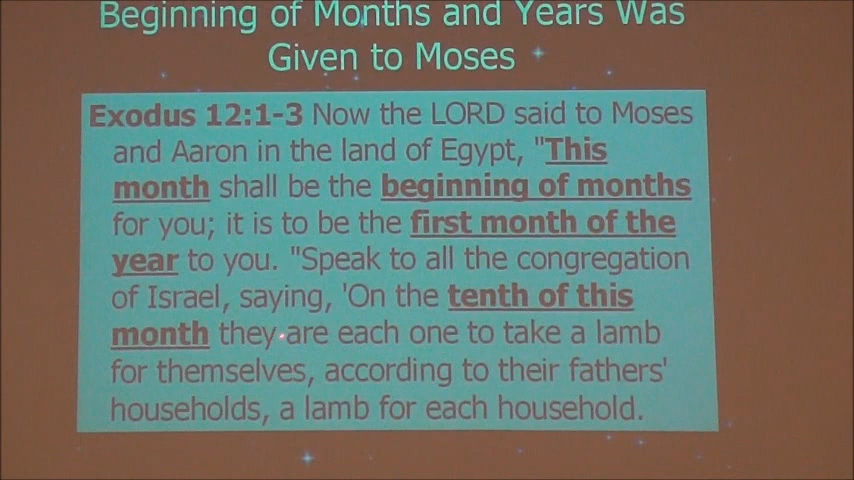 Beginning of Months and Years Was
Given to Moses
Exodus 12:1-3 Now the LORD said to Moses
and Aaron in the land of Egypt, "This
month shall be the beginning of months
for you; it is to be the first month of the
year to you. "Speak to all the congregation
of Israel, saying, 'On the tenth of this
month they are each one to take a lamb
for themselves, according to their fathers'
households, a lamb for each household.